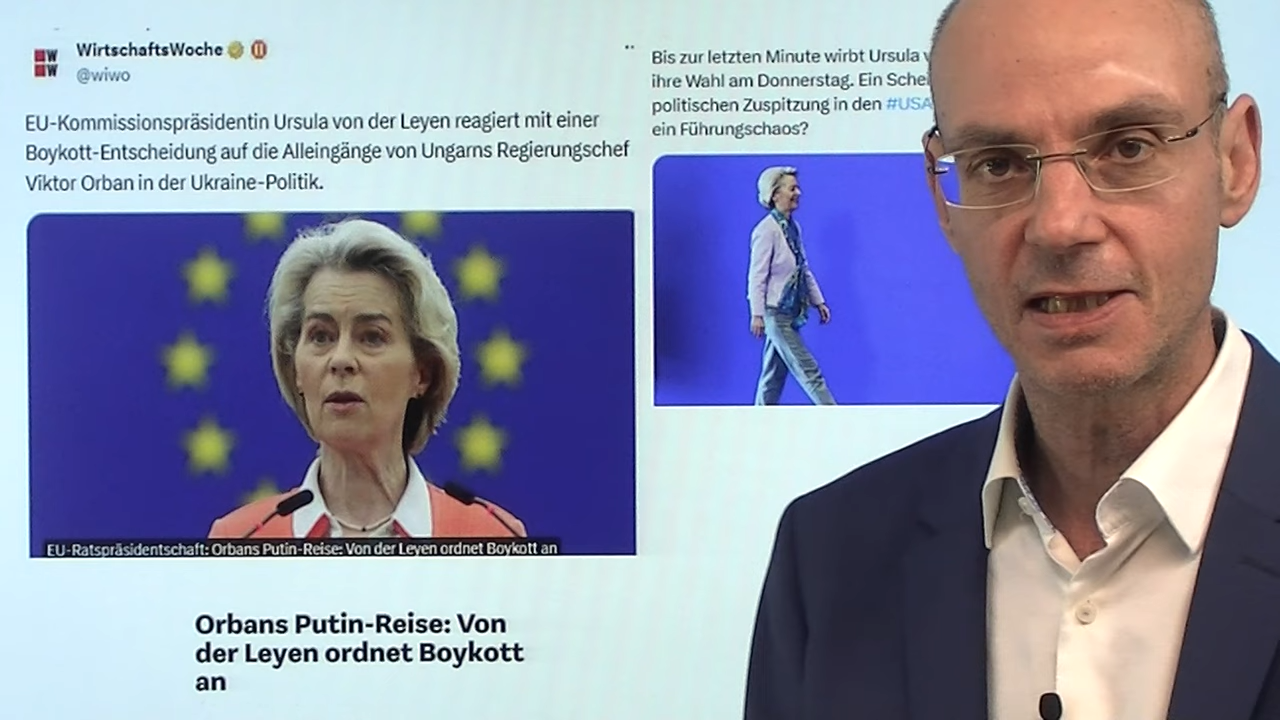 WirtschaftsWoche
@wiwo
EU-Kommissionspräsidentin Ursula von der Leyen reagiert mit einer
Boykott-Entscheidung auf die Alleingänge von Ungarns Regierungschef
Viktor Orban in der Ukraine-Politik.
EU-Ratspräsidentschaft: Orbans Putin-Reise: Von der Leyen ordnet Boykott an
Orbans Putin-Reise: Von
der Leyen ordnet Boykott
an
Bis zur letzten Minute wirbt Ursula
ihre Wahl am Donnerstag. Ein
politischen Zuspitzung in den #USA
ein Führungschaos?